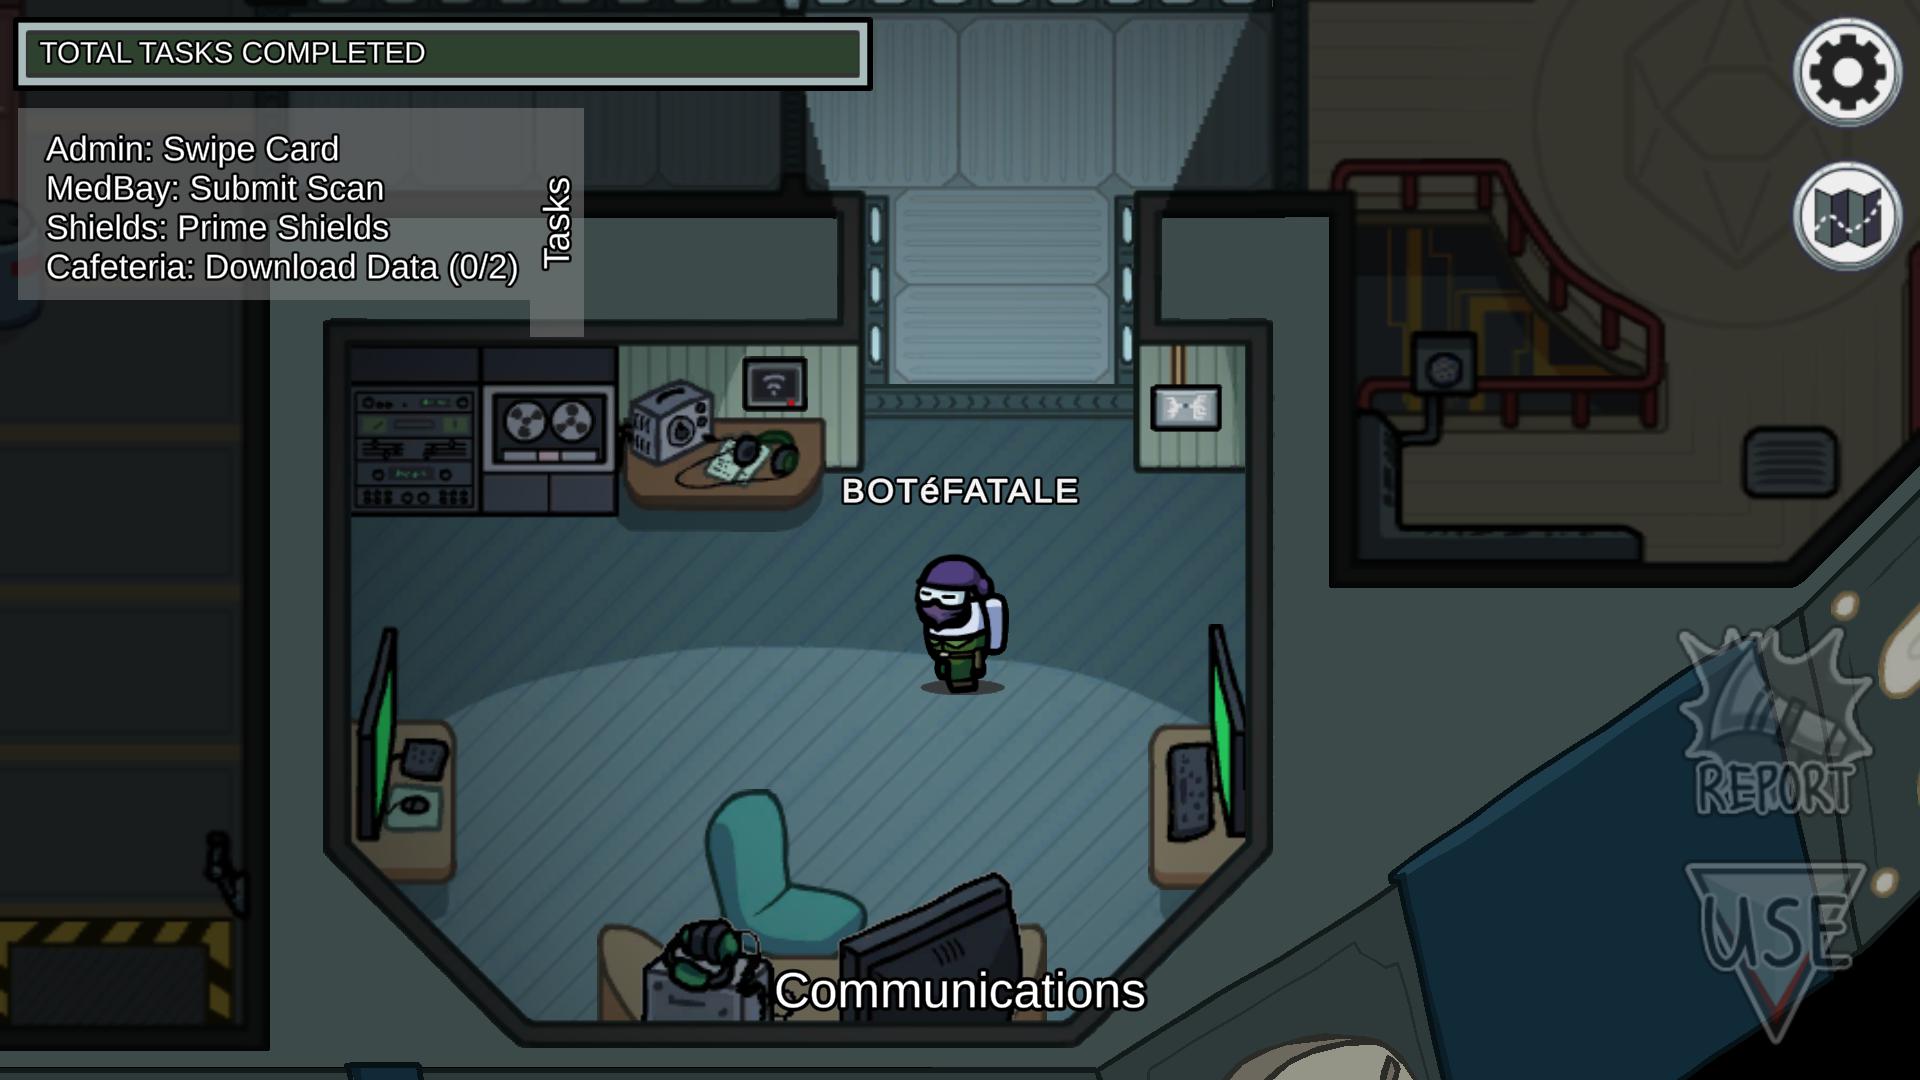 TOTAL TASKS COMPLETED
Admin: Swipe Card
MedBay: Submit Scan
Shields: Prime Shields
Cafeteria: Download Data (0/2)
Tasks
BOTéFATALE
REPORT
USE
Communications